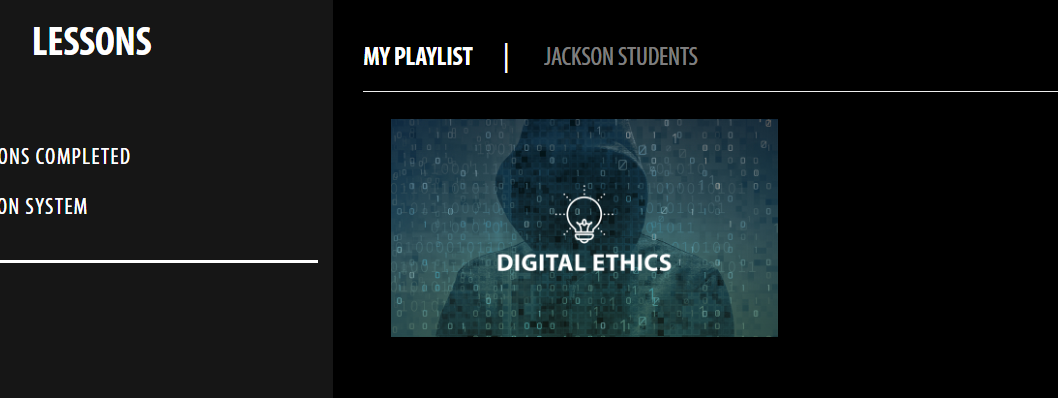 LESSONS
MY PLAYLIST | JACKSON STUDENTS
ONS COMPLETED
ON SYSTEM
DIGITAL ETHICS